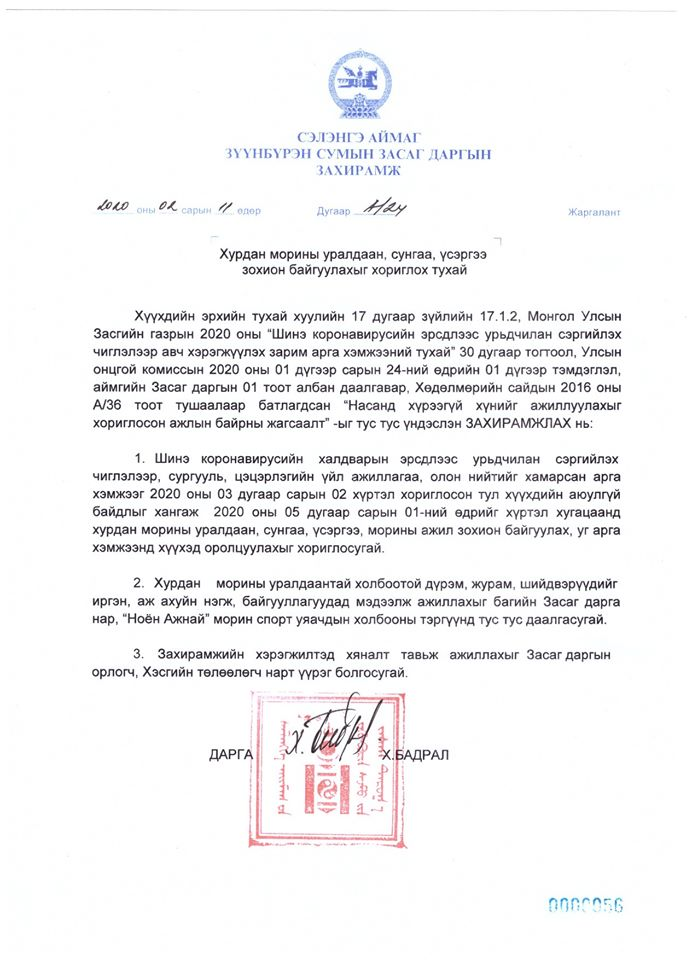 СЭЛЭНГЭ АЙМАГ
ЗҮҮНБҮРЭН СУМЫН ЗАСАГ ДАРГЫН
ЗАХИРАМЖ
2020 оны 02 сарын 11 өдөр Дугаар А/24 Жаргалант
Хурдан морины уралдаан, сунгаа, үсэргээ
зохион байгуулахыг хориглох тухай
Хүүхдийн эрхийн тухай хуулийн 17 дугаар зүйлийн 17.1.2, Монгол Улсын
Засгийн газрын 2020 оны “Шинэ коронавирусийн эрсдлээс урьдчилан сэргийлэх
чиглэлээр авч хэрэгжүүлэх зарим арга хэмжээний тухай” 30 дугаар тогтоол, Улсын
онцгой комиссын 2020 оны 01 дүгээр сарын 24-ний өдрийн 01 дүгээр тэмдэглэл,
аймгийн Засаг даргын 01 тоот албан даалгавар, Хөдөлмөрийн сайдын 2016 оны
А/36 тоот тушаалаар батлагдсан “Насанд хүрээгүй хүнийг ажиллуулахыг
хориглосон ажлын байрны жагсаалт” -ыг тус тус үндэслэн ЗАХИРАМЖЛАХ нь:
1. Шинэ коронавирусийн халдварын эрсдлээс урьдчилан сэргийлэх
чиглэлээр, сургууль, цэцэрлэгийн үйл ажиллагаа, олон нийтийг хамарсан арга
хэмжээг 2020 оны 03 дугаар сарын 02 хүртэл хориглосон тул хүүхдийн аюулгүй
байдлыг хангаж 2020 оны 05 дугаар сарын 01-ний өдрийг хүртэл хугацаанд
хурдан морины уралдаан, сунгаа, үсэргээ, морины ажил зохион байгуулах, уг арга
хэмжээнд хүүхэд оролцуулахыг хориглосугай.
2. Хурдан морины уралдаантай холбоотой дүрэм, журам, шийдвэрүүдийг
иргэн, аж ахуйн нэгж, байгууллагуудад мэдээлж ажиллахыг багийн Засаг дарга
нар, “Ноён Ажнай” морин спорт уяачдын холбооны тэргүүнд тус тус даалгасугай.
3. Захирамжийн хэрэгжилтэд хяналт тавьж ажиллахыг Засаг даргын
орлогч, Хэсгийн төлөөлөгч нарт үүрэг болгосугай.
ДАРГА Х.БАДРАЛ
0000056